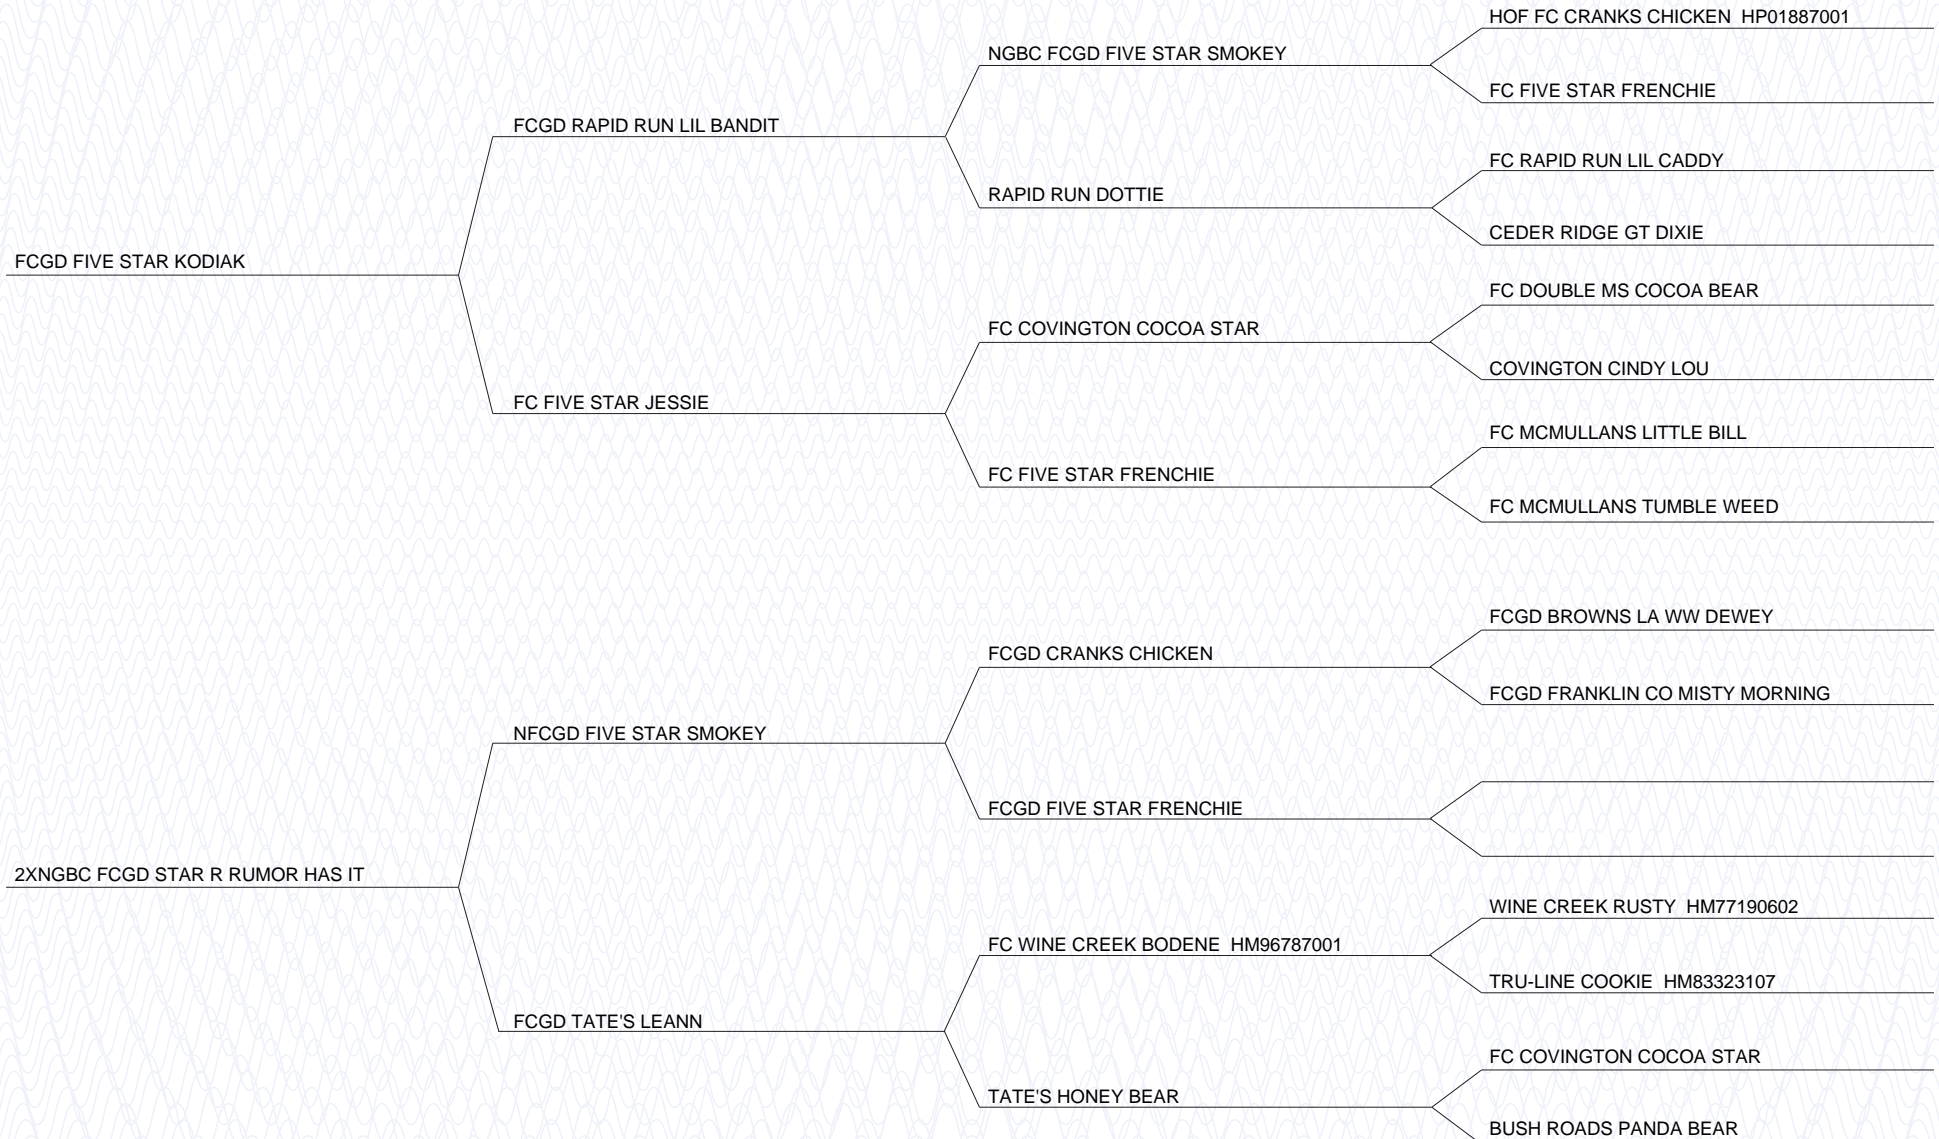 HOF FC CRANKS CHICKEN  HP01887001
NGBC FCGD FIVE STAR SMOKEY
FC FIVE STAR FRENCHIE
FCGD RAPID RUN LIL BANDIT
FC RAPID RUN LIL CADDY
RAPID RUN DOTTIE
CEDER RIDGE GT DIXIE
FCGD FIVE STAR KODIAK
FC DOUBLE MS COCOA BEAR
FC COVINGTON COCOA STAR
COVINGTON CINDY LOU
FC FIVE STAR JESSIE
FC MCMULLANS LITTLE BILL
FC FIVE STAR FRENCHIE
FC MCMULLANS TUMBLE WEED
FCGD BROWNS LA WW DEWEY
FCGD CRANKS CHICKEN
FCGD FRANKLIN CO MISTY MORNING
NFCGD FIVE STAR SMOKEY
FCGD FIVE STAR FRENCHIE
2XNGBC FCGD STAR R RUMOR HAS IT
WINE CREEK RUSTY  HM77190602
FC WINE CREEK BODENE  HM96787001
TRU-LINE COOKIE  HM83323107
FCGD TATE'S LEANN
FC COVINGTON COCOA STAR
TATE'S HONEY BEAR
BUSH ROADS PANDA BEAR